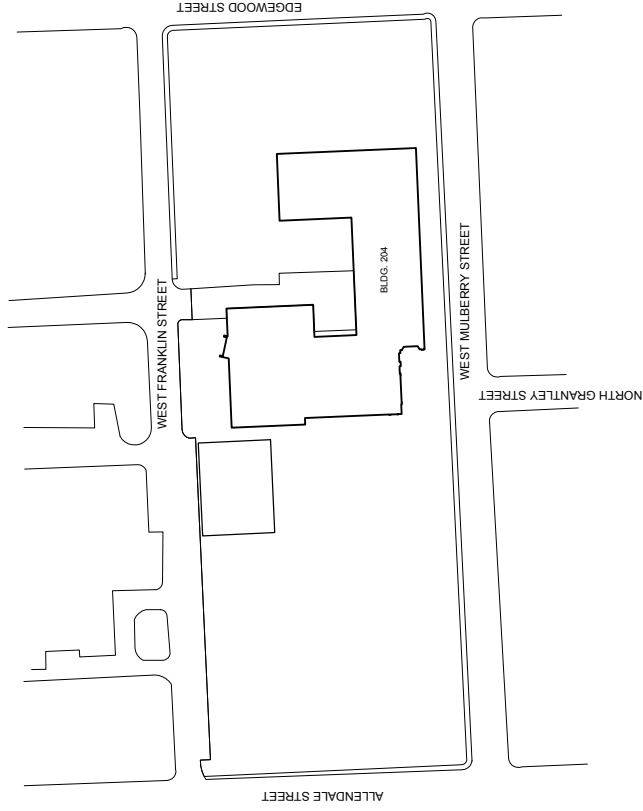 EDGEWOOD STREET
WEST FRANKLIN STREET
BLDG. 204
WEST MULBERRY STREET
NORTH GRANTLEY STREET
ALLENDALE STREET